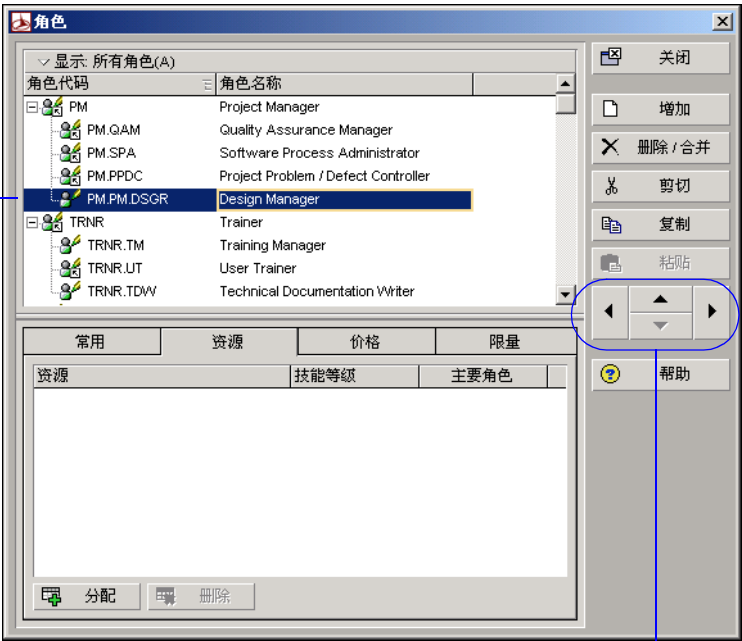 角色
显示: 所有角色(A)
角色代码 角色名称
PM Project Manager
PM.QAM Quality Assurance Manager
PM.SPA Software Process Administrator
PM.PPDC Project Problem / Defect Controller
PM.PM.DSGR Design Manager
TRNR Trainer
TRNR.TM Training Manager
TRNR.UT User Trainer
TRNR.TDW Technical Documentation Writer
常用 资源 价格 限量
资源 技能等级 主要角色
分配 删除
关闭
增加
删除/合并
剪切
复制
粘贴
帮助